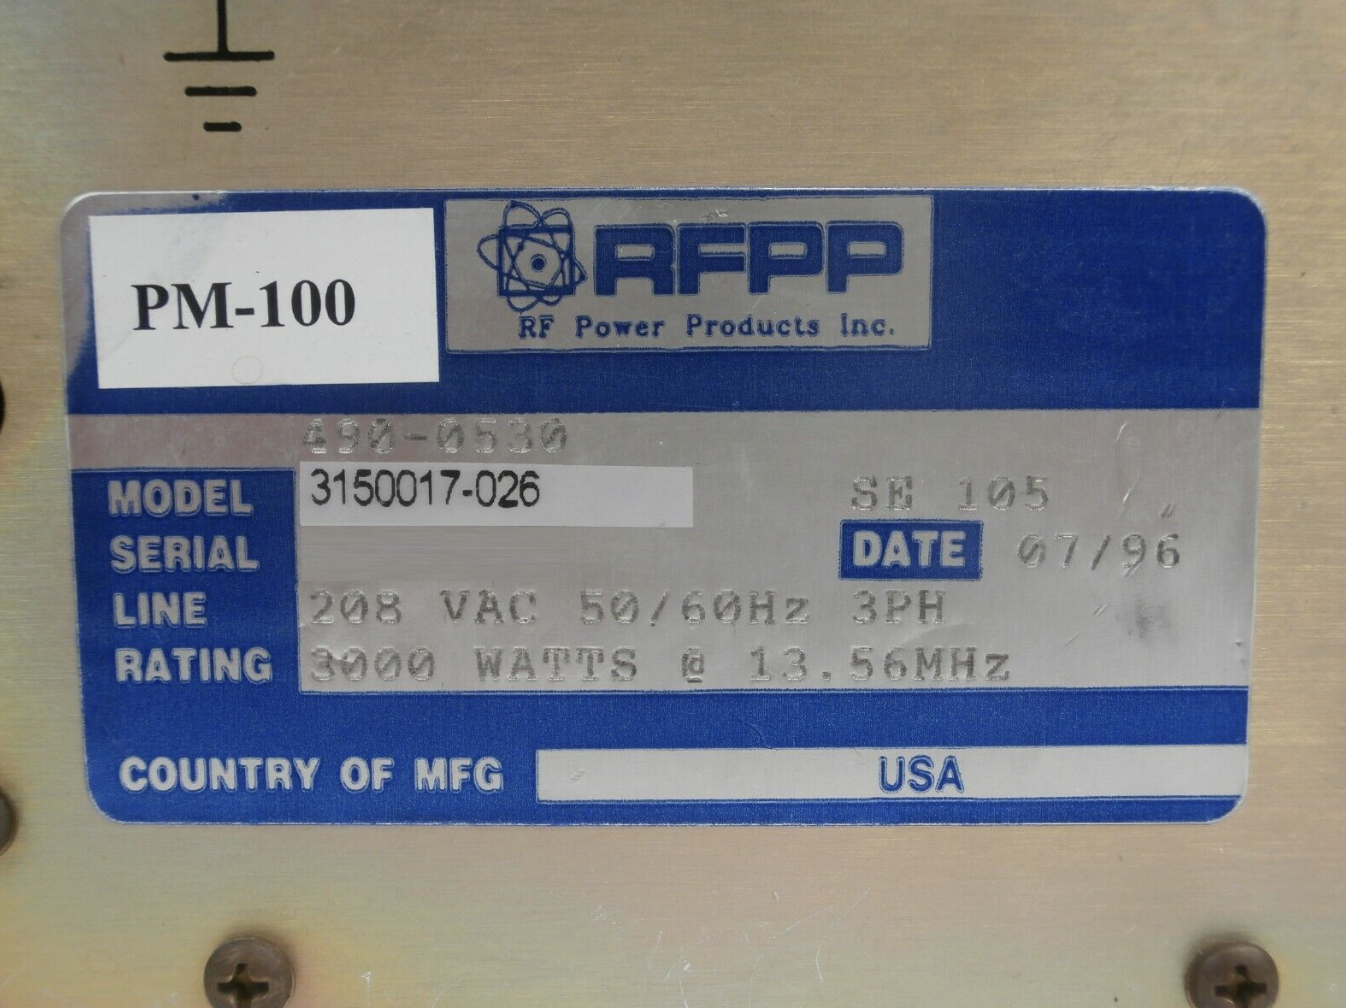 PM-100
RFPP
RF Power Products Inc.
490-0530
MODEL 3150017-026 SE 105
SERIAL DATE 07/96
LINE 208 VAC 50/60Hz 3PH
RATING 3000 WATTS @ 13.56MHz
COUNTRY OF MFG USA